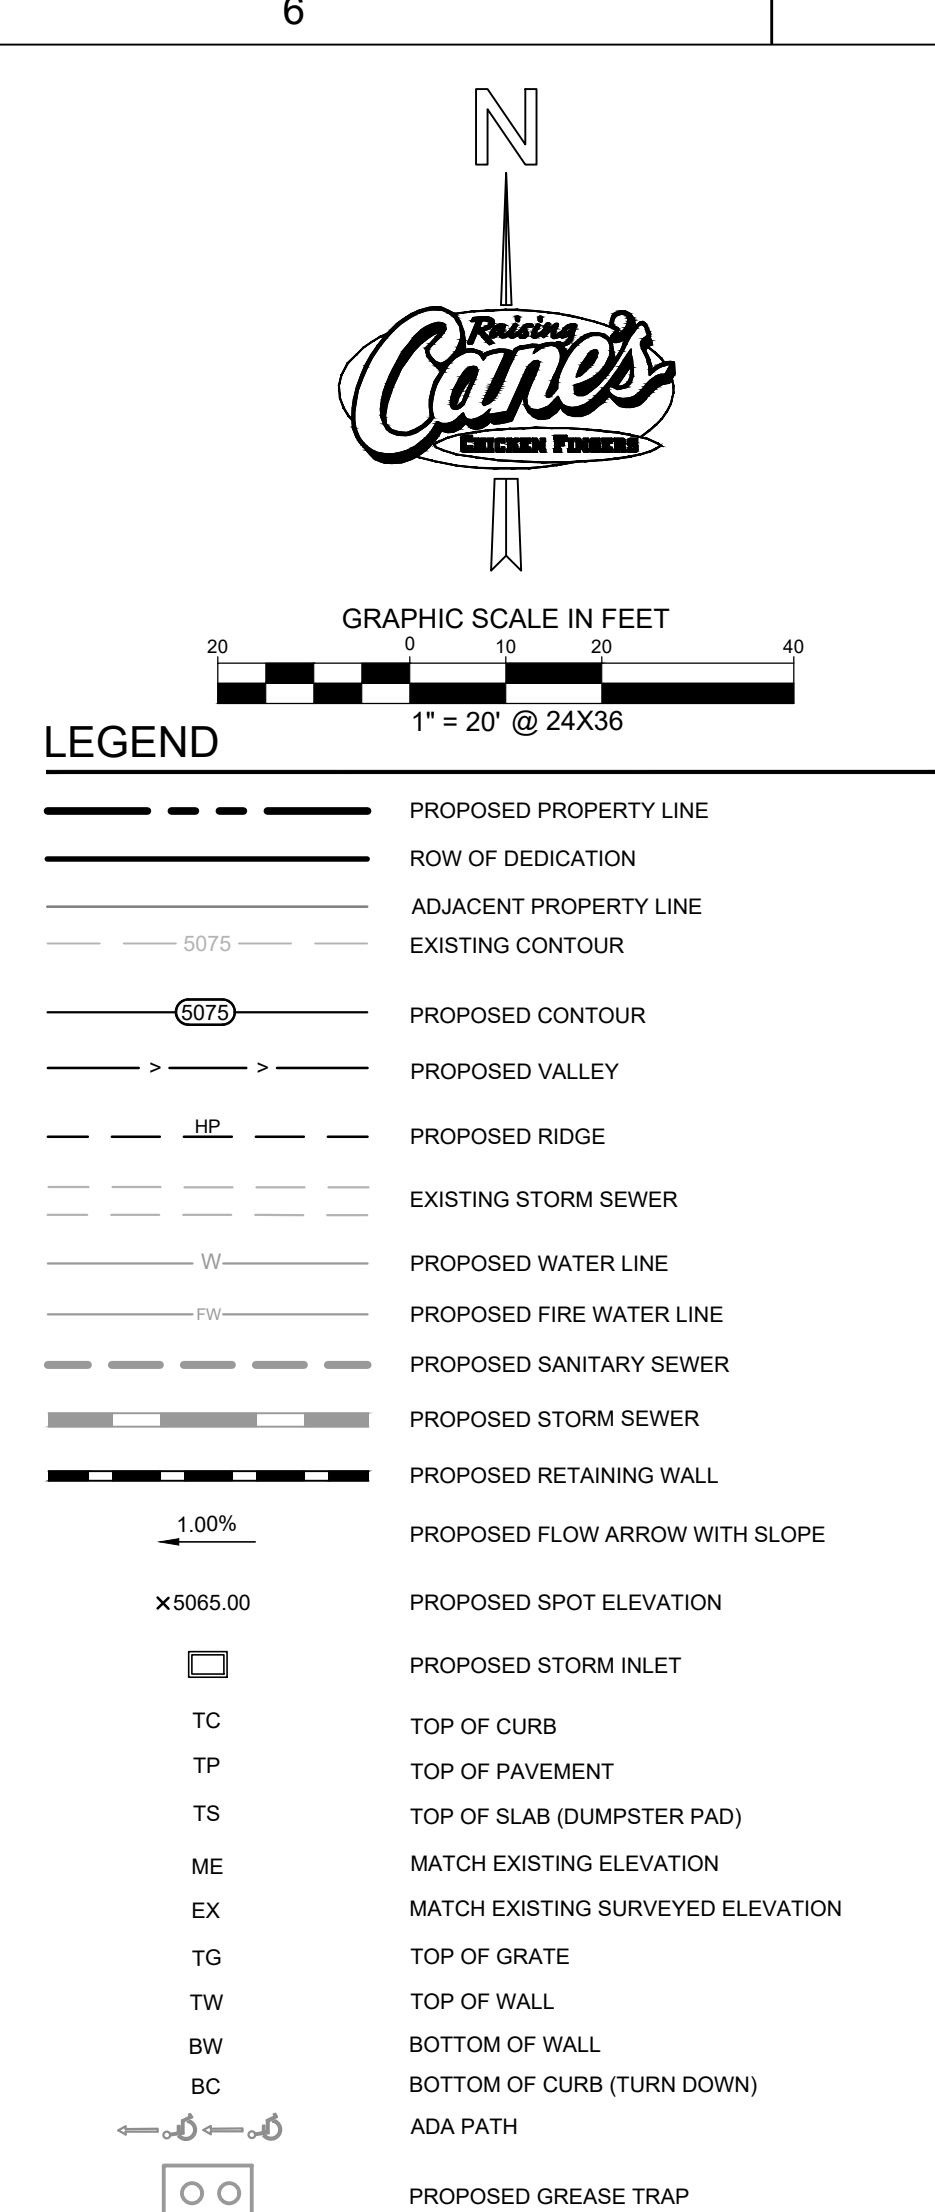 6
N
Raising
Cane's
CHICKEN FINGERS
GRAPHIC SCALE IN FEET
20 0 10 20 40
1" = 20' @ 24X36
LEGEND
PROPOSED PROPERTY LINE
ROW OF DEDICATION
ADJACENT PROPERTY LINE
5075 EXISTING CONTOUR
5075 PROPOSED CONTOUR
> > PROPOSED VALLEY
HP PROPOSED RIDGE
EXISTING STORM SEWER
W PROPOSED WATER LINE
FW PROPOSED FIRE WATER LINE
PROPOSED SANITARY SEWER
PROPOSED STORM SEWER
PROPOSED RETAINING WALL
1.00% PROPOSED FLOW ARROW WITH SLOPE
×5065.00 PROPOSED SPOT ELEVATION
PROPOSED STORM INLET
TC TOP OF CURB
TP TOP OF PAVEMENT
TS TOP OF SLAB (DUMPSTER PAD)
ME MATCH EXISTING ELEVATION
EX MATCH EXISTING SURVEYED ELEVATION
TG TOP OF GRATE
TW TOP OF WALL
BW BOTTOM OF WALL
BC BOTTOM OF CURB (TURN DOWN)
ADA PATH
PROPOSED GREASE TRAP